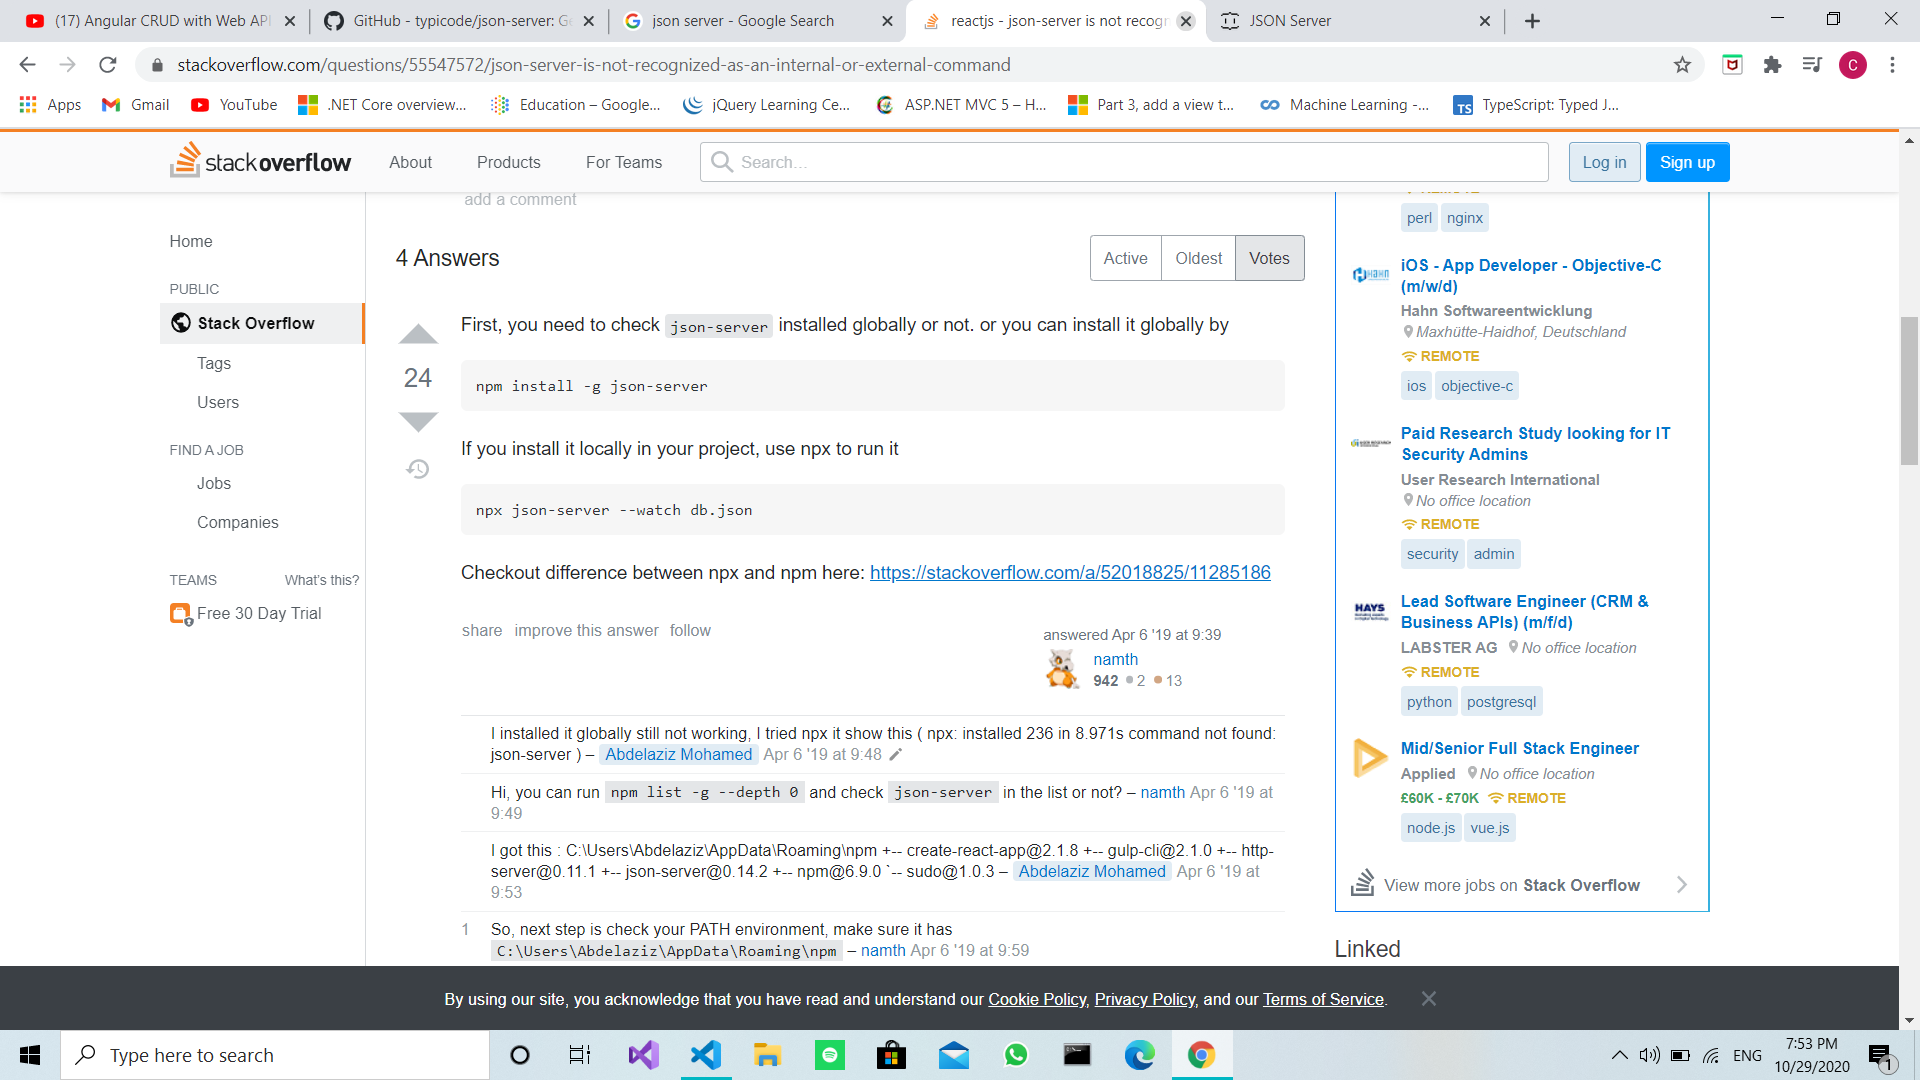 (17) Angular CRUD with Web API
GitHub - typicode/json-server: Ge
json server - Google Search
reactjs - json-server is not recogn
JSON Server
stackoverflow.com/questions/55547572/json-server-is-not-recognized-as-an-internal-or-external-command
C
Apps
Gmail
YouTube
.NET Core overview...
Education – Google...
jQuery Learning Ce...
ASP.NET MVC 5 – H...
Part 3, add a view t...
Machine Learning -...
TypeScript: Typed J...
stack overflow
About
Products
For Teams
Search...
Log in
Sign up
Home
PUBLIC
Stack Overflow
Tags
Users
FIND A JOB
Jobs
Companies
TEAMS
What's this?
Free 30 Day Trial
add a comment
4 Answers
Active
Oldest
Votes
24
First, you need to check json-server installed globally or not. or you can install it globally by
npm install -g json-server
If you install it locally in your project, use npx to run it
npx json-server --watch db.json
Checkout difference between npx and npm here: https://stackoverflow.com/a/52018825/11285186
share improve this answer follow
answered Apr 6 '19 at 9:39
namth
942 2 13
I installed it globally still not working, I tried npx it show this ( npx: installed 236 in 8.971s command not found:
json-server ) – Abdelaziz Mohamed Apr 6 '19 at 9:48
Hi, you can run npm list -g --depth 0 and check json-server in the list or not? – namth Apr 6 '19 at
9:49
I got this : C:\Users\Abdelaziz\AppData\Roaming\npm +-- create-react-app@2.1.8 +-- gulp-cli@2.1.0 +-- http-
server@0.11.1 +-- json-server@0.14.2 +-- npm@6.9.0 `-- sudo@1.0.3 – Abdelaziz Mohamed Apr 6 '19 at
9:53
1 So, next step is check your PATH environment, make sure it has
C:\Users\Abdelaziz\AppData\Roaming\npm – namth Apr 6 '19 at 9:59
REMOTE
perl nginx
HAHN
iOS - App Developer - Objective-C
(m/w/d)
Hahn Softwareentwicklung
Maxhütte-Haidhof, Deutschland
REMOTE
ios objective-c
Paid Research Study looking for IT
Security Admins
User Research International
No office location
REMOTE
security admin
HAYS
Lead Software Engineer (CRM &
Business APIs) (m/f/d)
LABSTER AG No office location
REMOTE
python postgresql
Mid/Senior Full Stack Engineer
Applied No office location
£60K - £70K REMOTE
node.js vue.js
View more jobs on Stack Overflow
Linked
By using our site, you acknowledge that you have read and understand our Cookie Policy, Privacy Policy, and our Terms of Service.
Type here to search
ENG
7:53 PM
10/29/2020
1